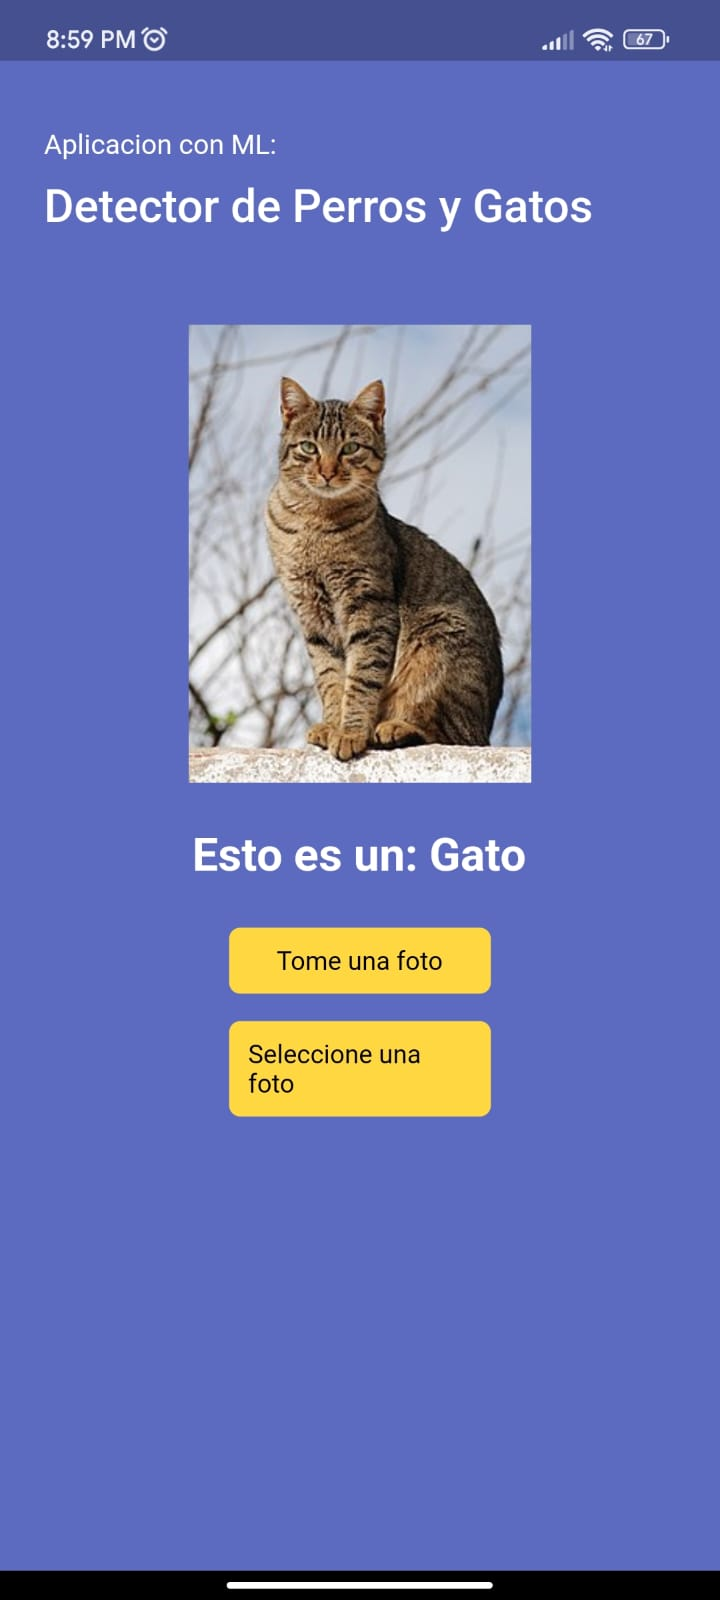 8:59 PM
67
Aplicacion con ML:
Detector de Perros y Gatos
Esto es un: Gato
Tome una foto
Seleccione una
foto